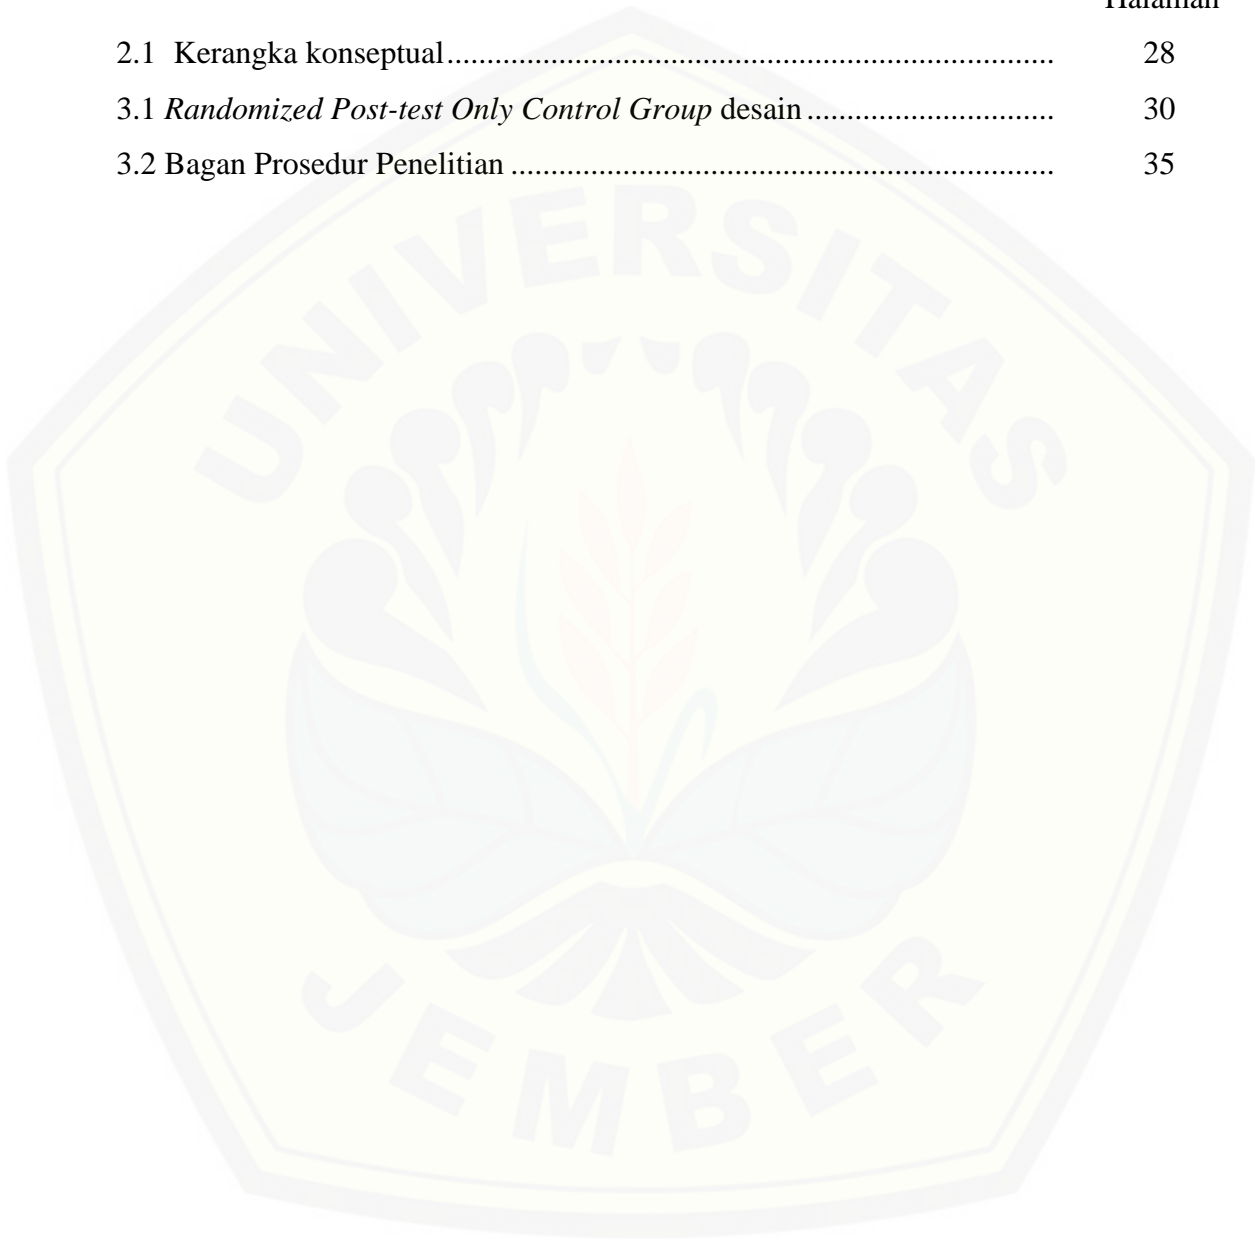 Halaman
2.1 Kerangka konseptual........................................................................... 28
3.1 Randomized Post-test Only Control Group desain............................... 30
3.2 Bagan Prosedur Penelitian.................................................................... 35
UNIVERSITAS
JEMBER